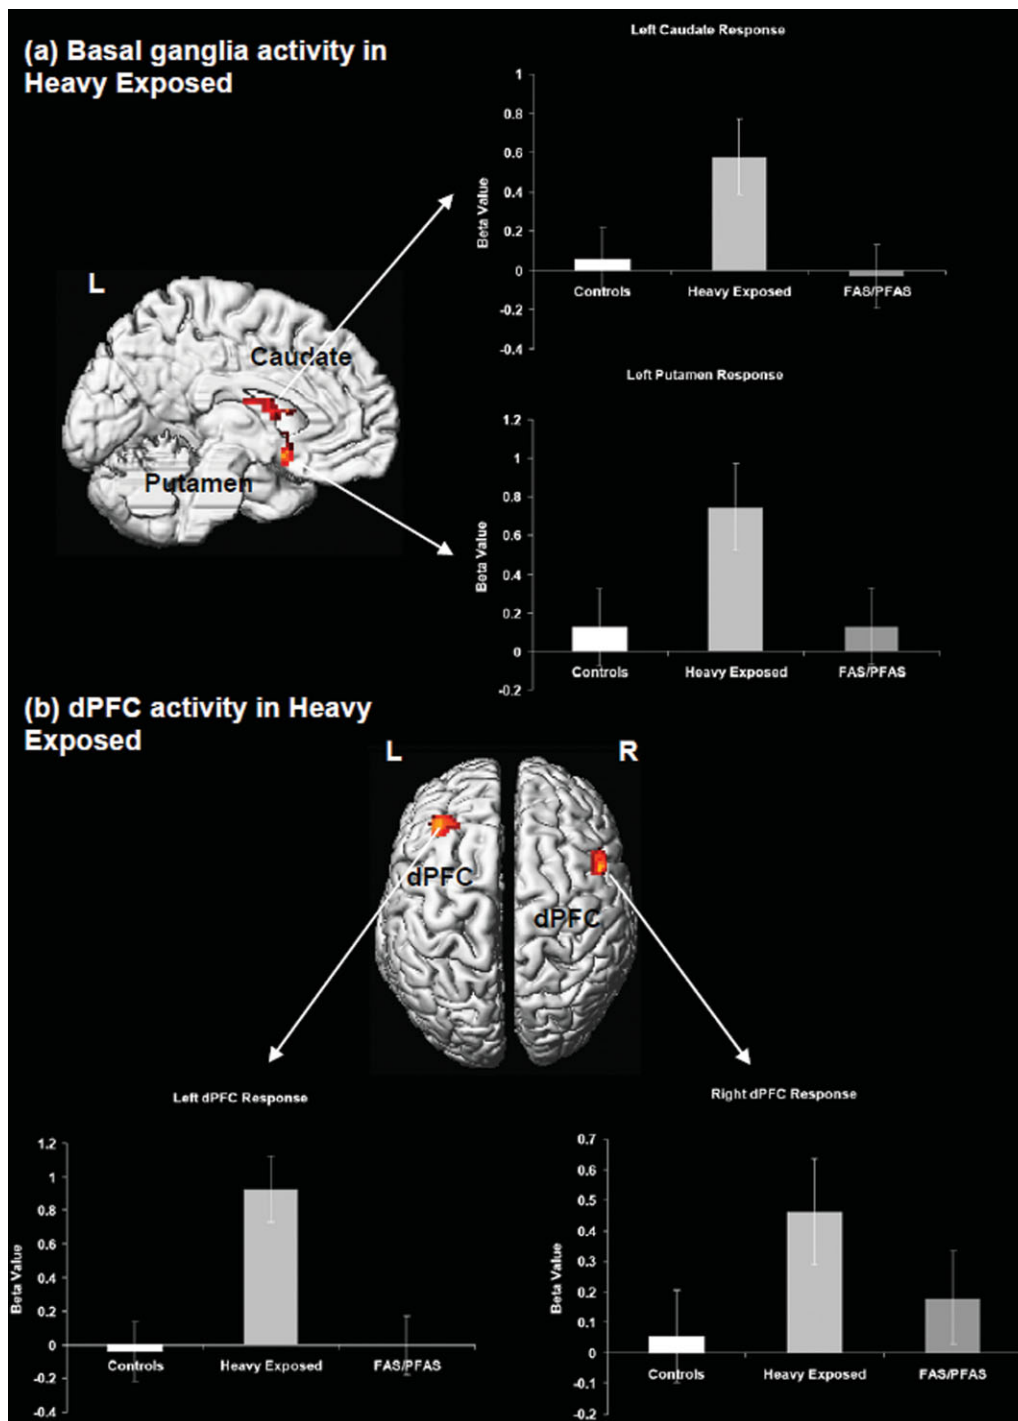 (a) Basal ganglia activity in
Heavy Exposed
Left Caudate Response
1
0.8
0.6
0.4
0.2
0
-0.2
-0.4
Beta Value
Controls
Heavy Exposed
FAS/PFAS
L
Caudate
Putamen
Left Putamen Response
1.2
1
0.8
0.6
0.4
0.2
0
-0.2
Beta Value
Controls
Heavy Exposed
FAS/PFAS
(b) dPFC activity in Heavy
Exposed
L
R
dPFC
dPFC
Left dPFC Response
1.2
1
0.8
0.6
0.4
0.2
0
-0.2
-0.4
Beta Value
Controls
Heavy Exposed
FAS/PFAS
Right dPFC Response
0.7
0.6
0.5
0.4
0.3
0.2
0.1
0
-0.1
-0.2
Beta Value
Controls
Heavy Exposed
FAS/PFAS